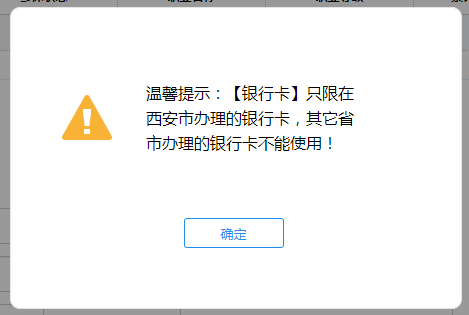 温馨提示：【银行卡】只限在
西安市办理的银行卡，其它省
市办理的银行卡不能使用！
确定